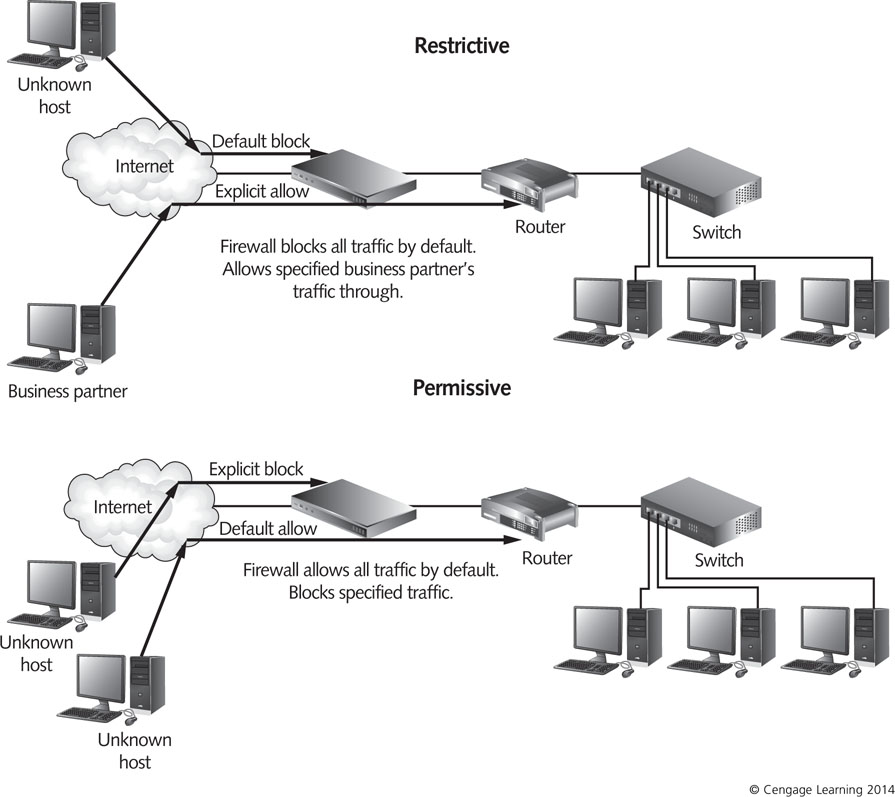 Restrictive
Unknown
host
Default block
Internet
Explicit allow
Router
Switch
Firewall blocks all traffic by default.
Allows specified business partner's
traffic through.
Business partner
Permissive
Explicit block
Internet
Default allow
Router
Switch
Firewall allows all traffic by default.
Blocks specified traffic.
Unknown
host
Unknown
host
© Cengage Learning 2014